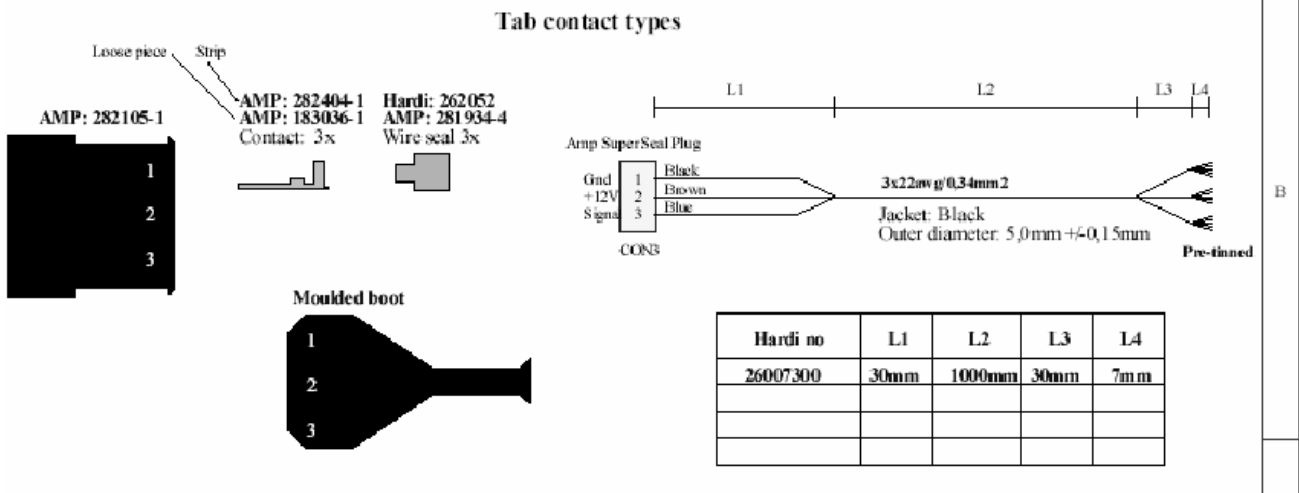 Tab contact types
Loose piece
Strip
AMP: 282105-1
AMP: 282404-1
AMP: 183036-1
Contact: 3x
Hardi: 262052
AMP: 281934-4
Wire seal 3x
1
2
3
Moulded boot
1
2
3
L1 L2 L3 L4
Amp SuperSeal Plug
Gnd 1 Black
+12V 2 Brown
Signa 3 Blue
CON3
3x22awg/0,34mm2
Jacket: Black
Outer diameter: 5,0mm +/-0,15mm
Pre-tinned
B
Hardi no L1 L2 L3 L4
26007300 30mm 1000mm 30mm 7mm